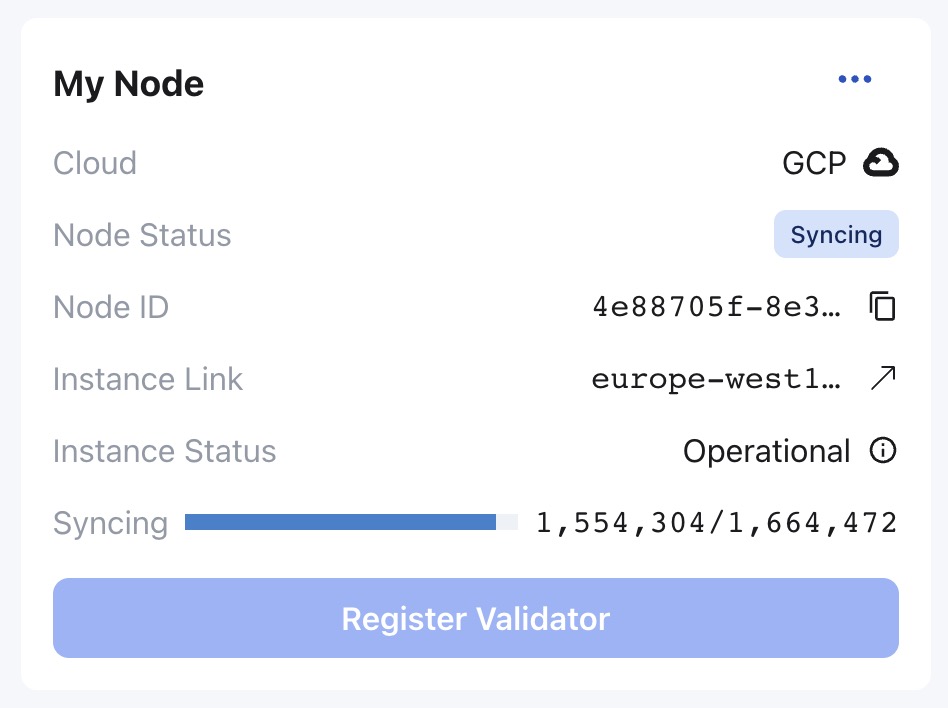 My Node
Cloud GCP
Node Status Syncing
Node ID 4e88705f-8e3…
Instance Link europe-west1…
Instance Status Operational
Syncing 1,554,304/1,664,472
Register Validator